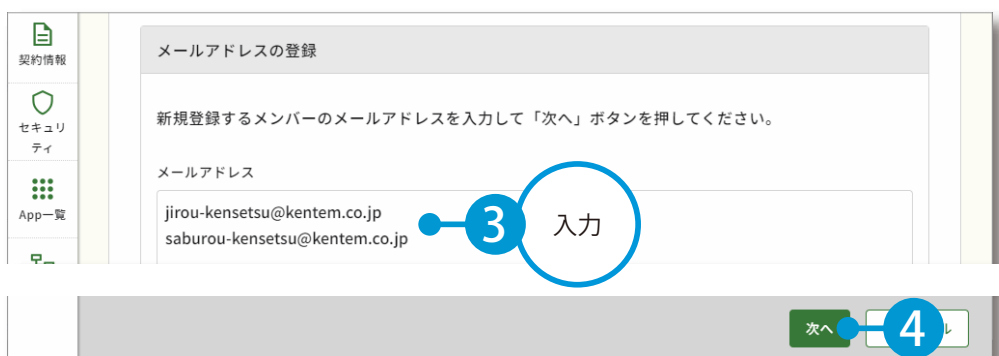 契約情報
セキュリ
ティ
App一覧
メールアドレスの登録
新規登録するメンバーのメールアドレスを入力して「次へ」ボタンを押してください。
メールアドレス
jirou-kensetsu@kentem.co.jp
saburou-kensetsu@kentem.co.jp
3 入力
次へ 4